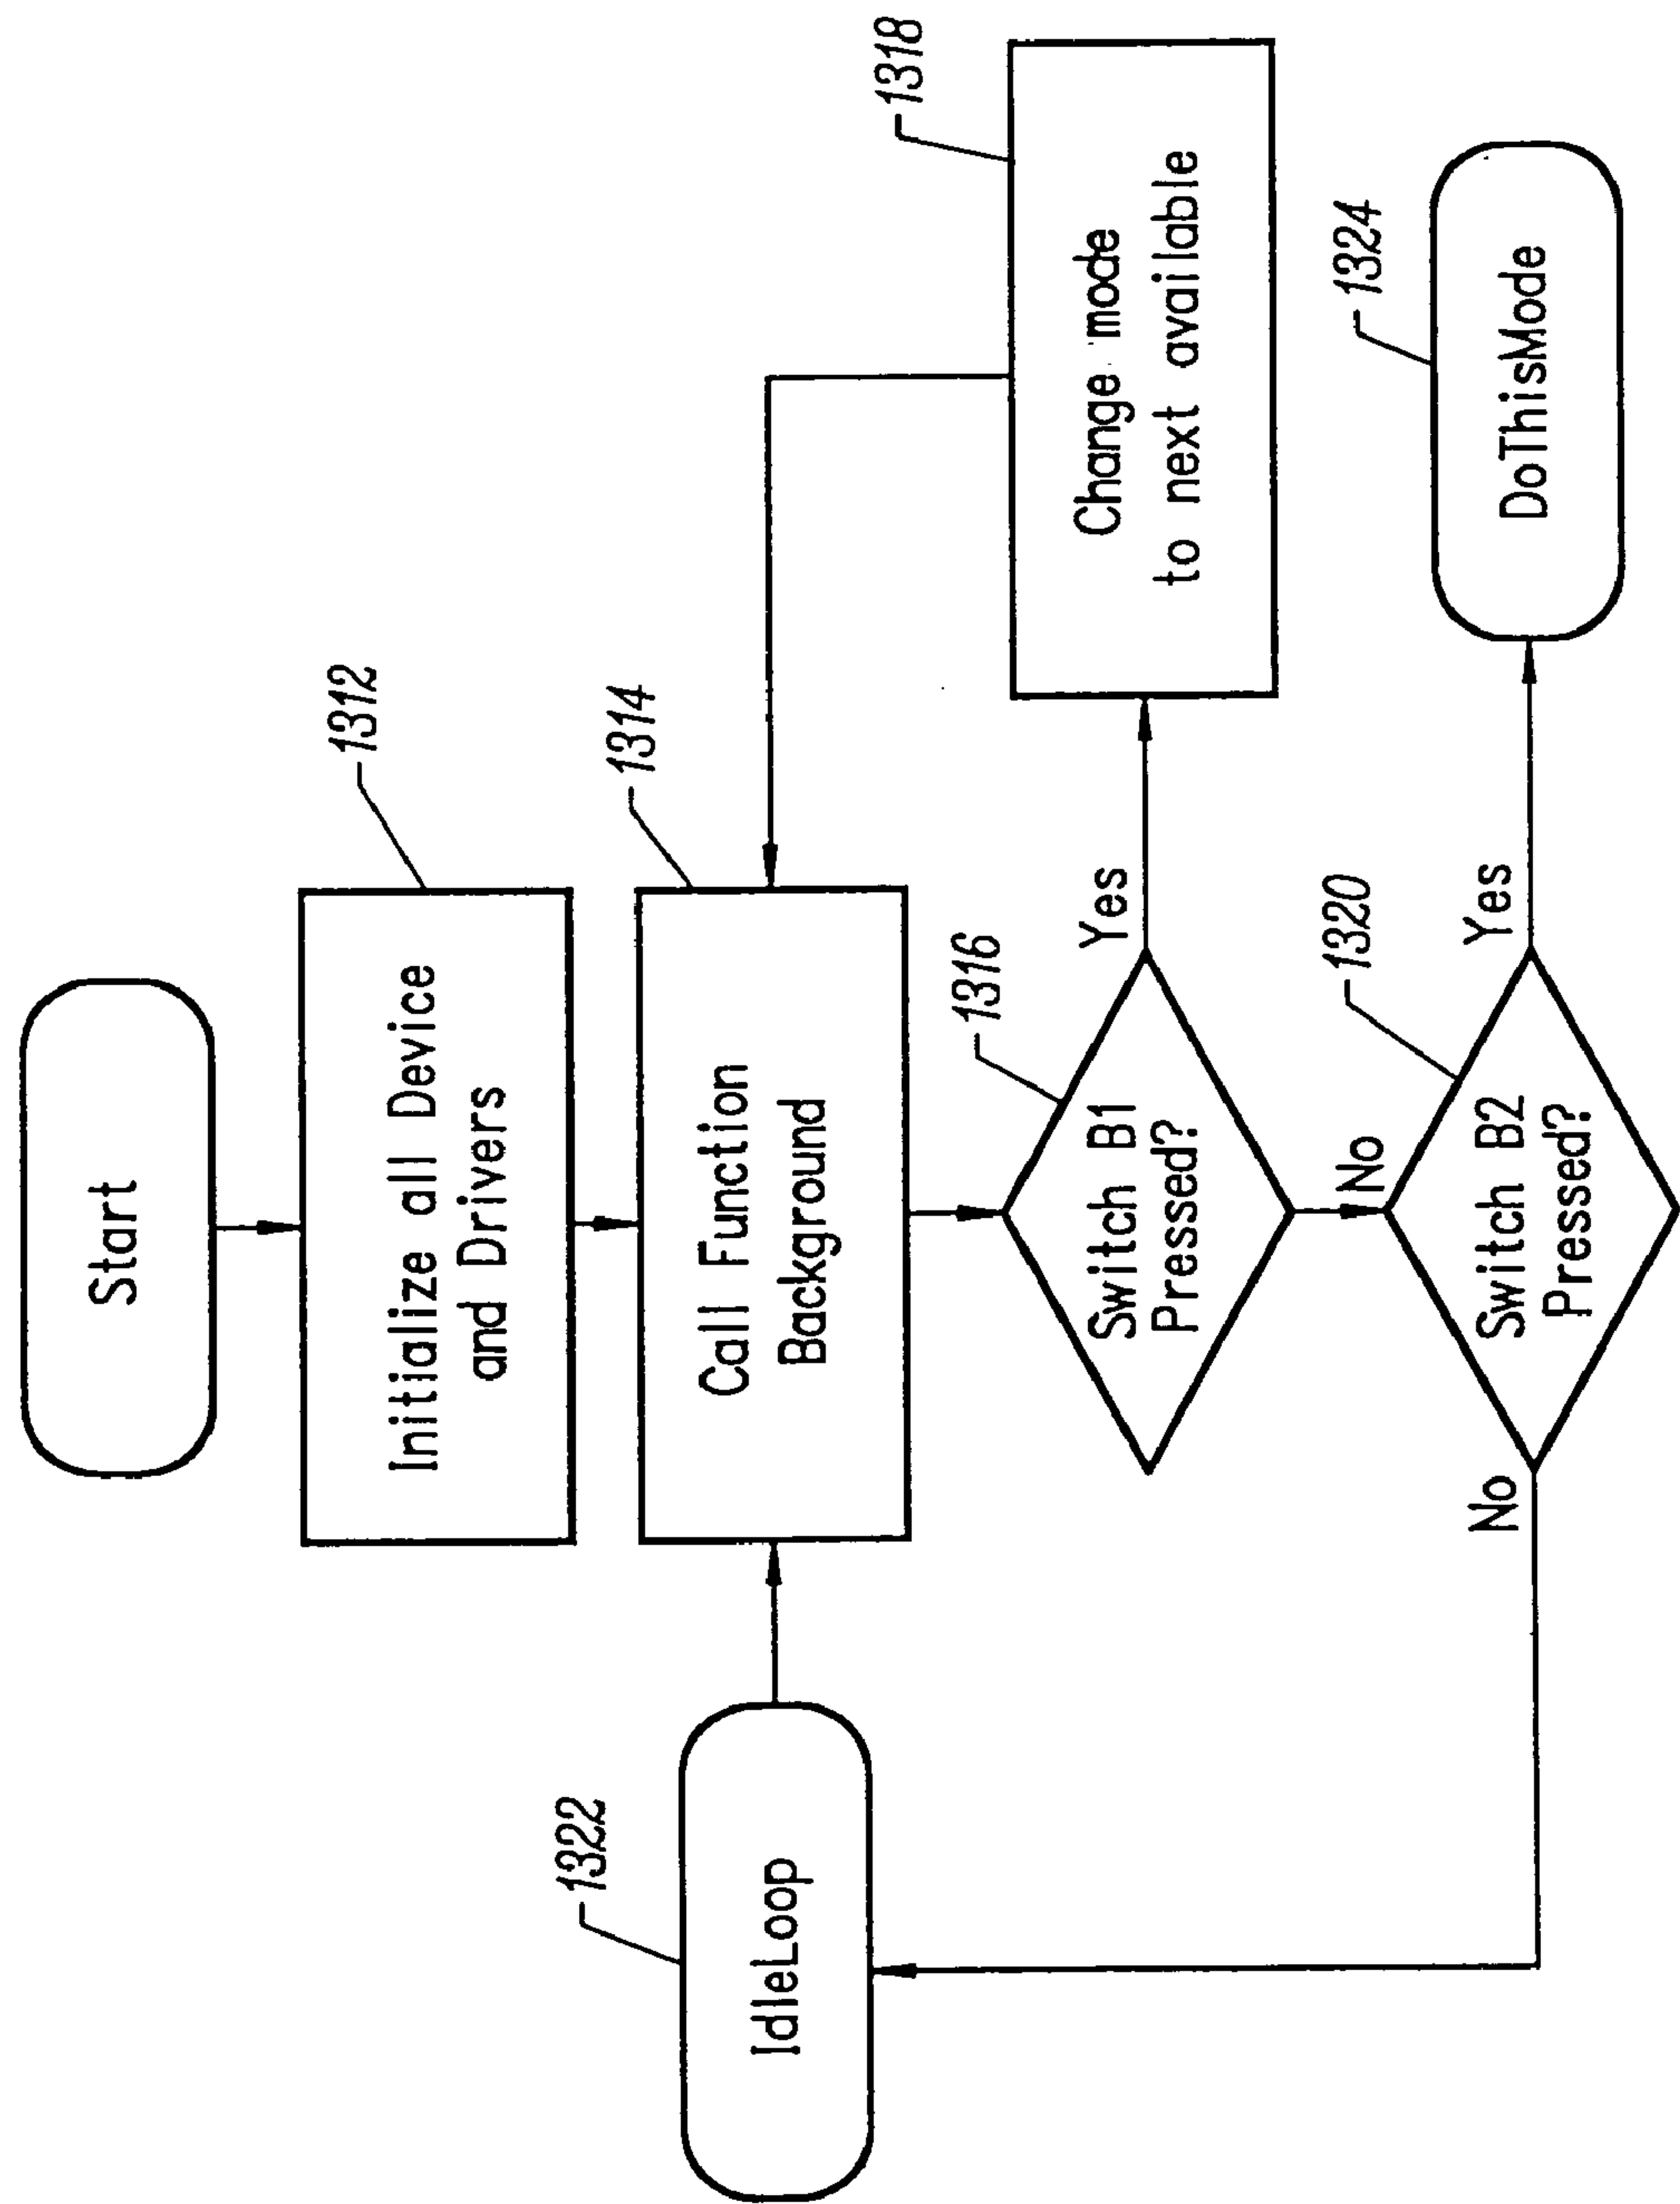 Start
1312
Initialize all Device
and Drivers
1314
Call Function
Background
1322
IdleLoop
1316
Switch B1
Pressed?
Yes
1318
Change mode
to next available
No
1320
Switch B2
Pressed?
Yes
1324
DoThisMode
No